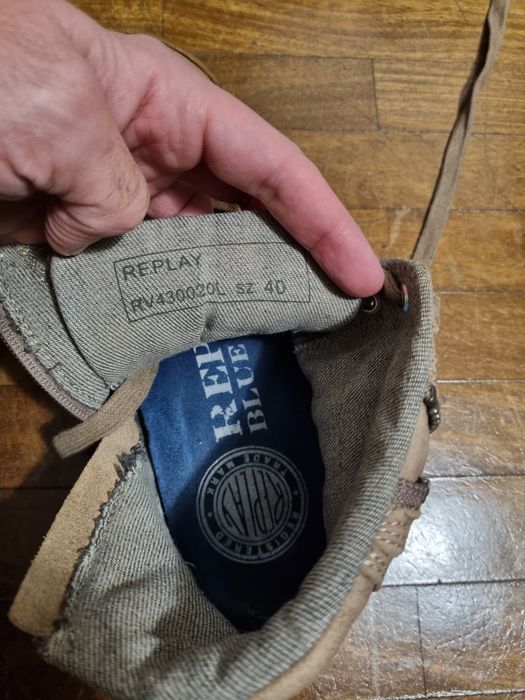 REPLAY
RV430020L SZ 40
REP
BLUE
TRADE MARK
REPLAY
REGISTERED